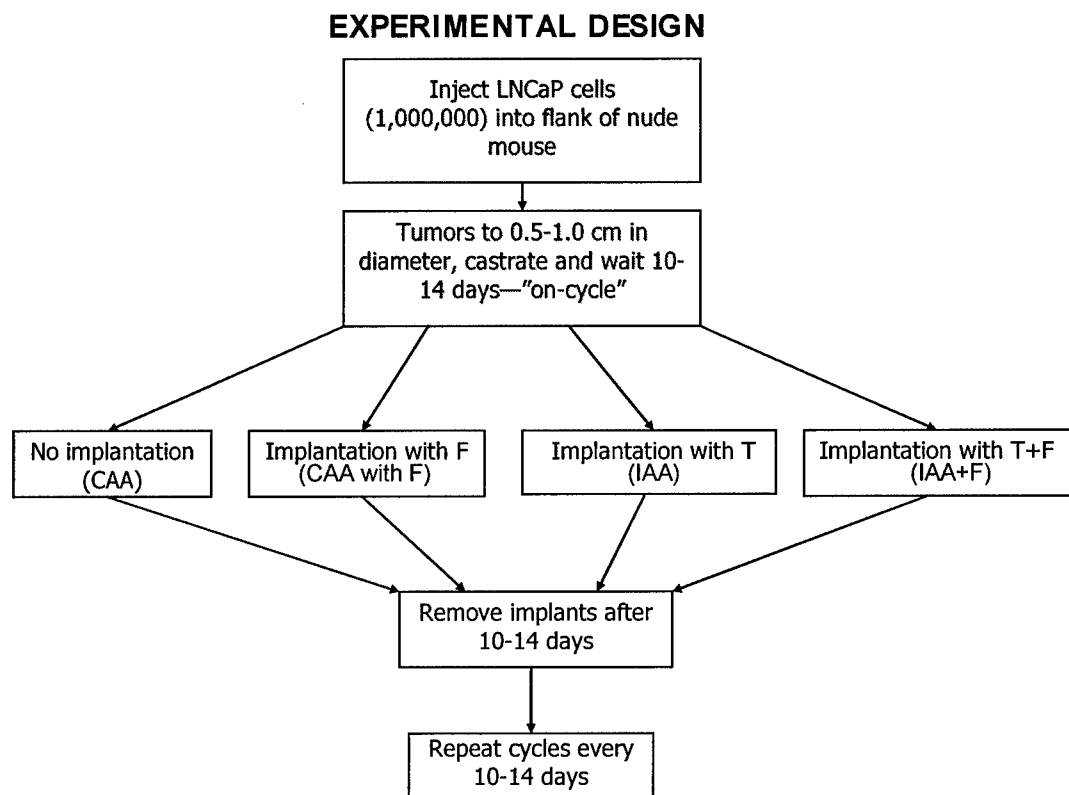 EXPERIMENTAL DESIGN
Inject LNCaP cells
(1,000,000) into flank of nude
mouse
Tumors to 0.5-1.0 cm in
diameter, castrate and wait 10-
14 days—"on-cycle"
No implantation
(CAA)
Implantation with F
(CAA with F)
Implantation with T
(IAA)
Implantation with T+F
(IAA+F)
Remove implants after
10-14 days
Repeat cycles every
10-14 days